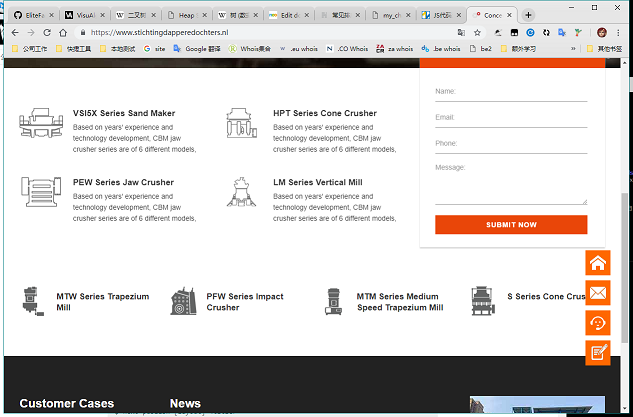 EliteFa
VisuAl
二叉树
Heap
树 (数据
Edit do
常见排
my_ch
JS代码
Conce
https://www.stichtingdapperedochters.nl
公司工作
快捷工具
本地测试
site
Google 翻译
Whois集合
.eu whois
.CO Whois
za whois
.be whois
be2
额外学习
其他书签
Name:
Email:
Phone:
Message:
SUBMIT NOW
VSI5X Series Sand Maker
Based on years' experience and
technology development, CBM jaw
crusher series are of 6 different models,
HPT Series Cone Crusher
Based on years' experience and
technology development, CBM jaw
crusher series are of 6 different models,
PEW Series Jaw Crusher
Based on years' experience and
technology development, CBM jaw
crusher series are of 6 different models,
LM Series Vertical Mill
Based on years' experience and
technology development, CBM jaw
crusher series are of 6 different models,
MTW Series Trapezium
Mill
PFW Series Impact
Crusher
MTM Series Medium
Speed Trapezium Mill
S Series Cone Crus
Customer Cases
News